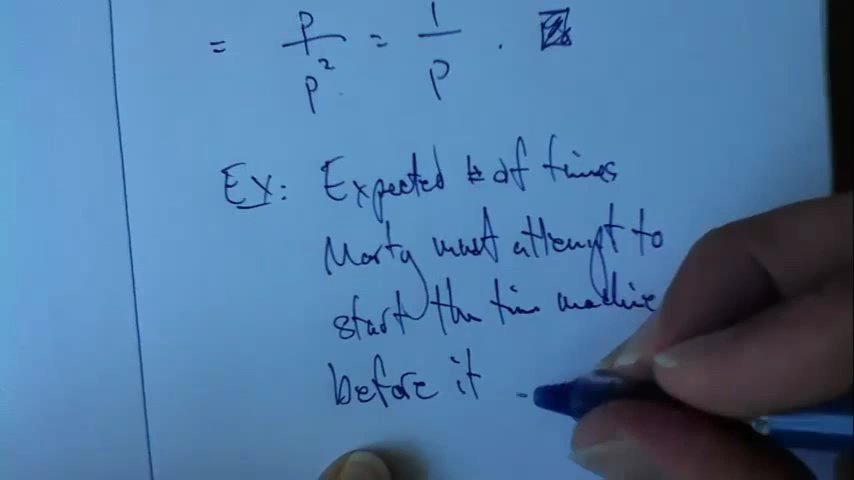 = p/p² = 1/p .
Ex: Expected # of times
Marty must attempt to
start the time machine
before it